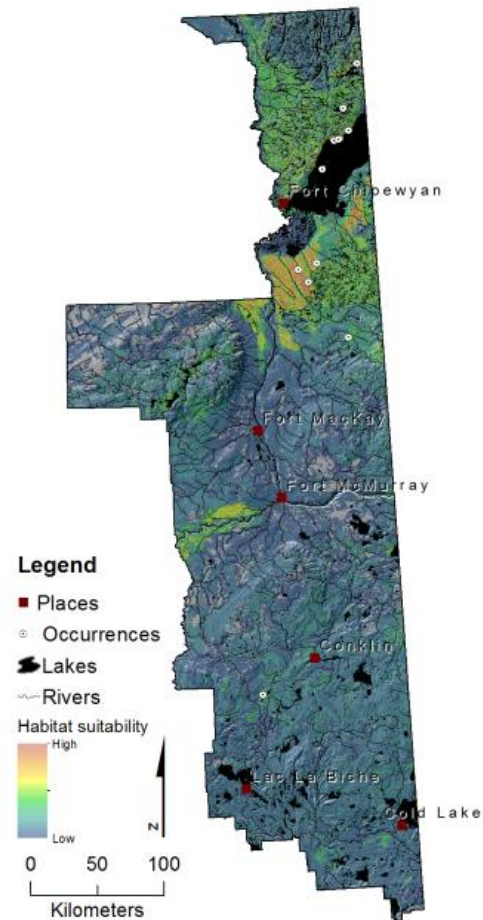 Fort Chipewyan
Fort MacKay
Fort McMurray
Conklin
Lac La Biche
Cold Lake
Legend
Places
Occurrences
Lakes
Rivers
Habitat suitability
High
Low
N
0 50 100
Kilometers